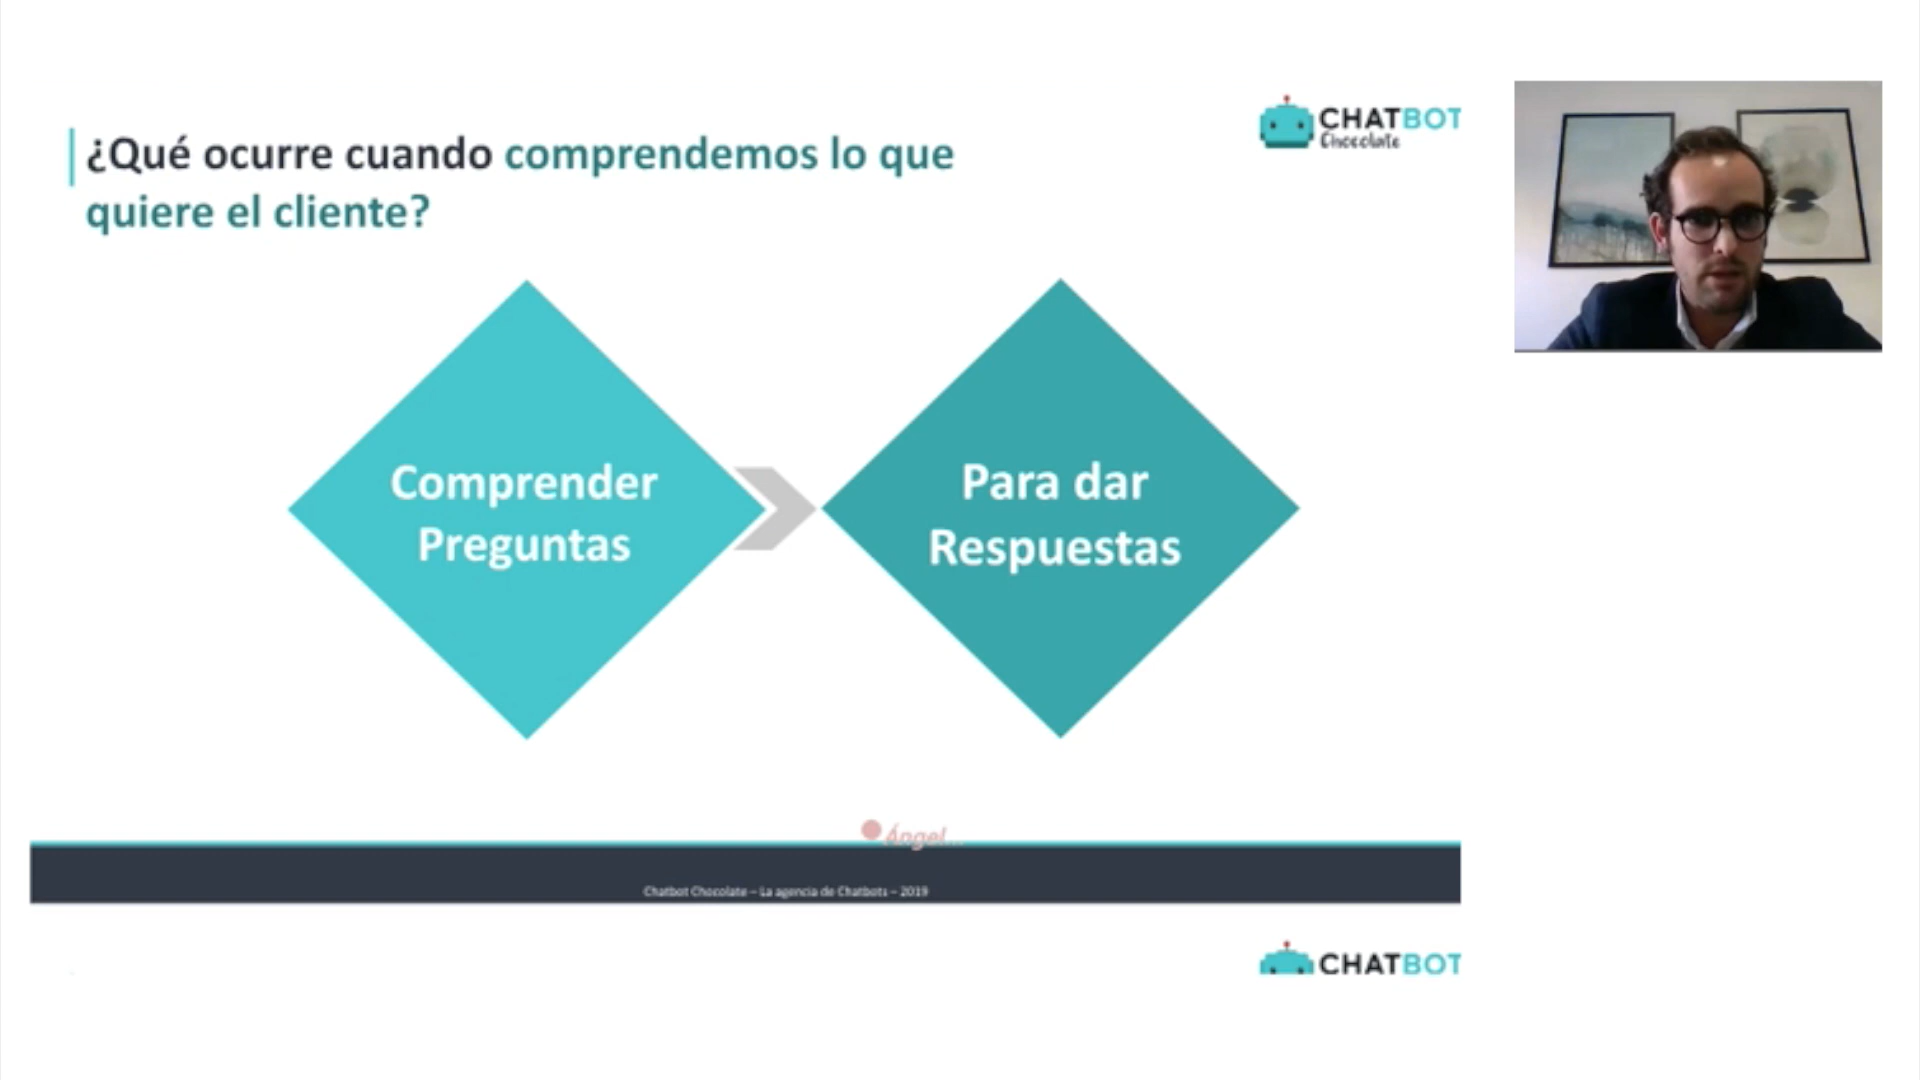 ¿Qué ocurre cuando comprendemos lo que
quiere el cliente?
CHATBOT
Chocolate
Comprender
Preguntas
Para dar
Respuestas
Ángel...
Chatbot Chocolate – La agencia de Chatbots – 2019
CHATBOT